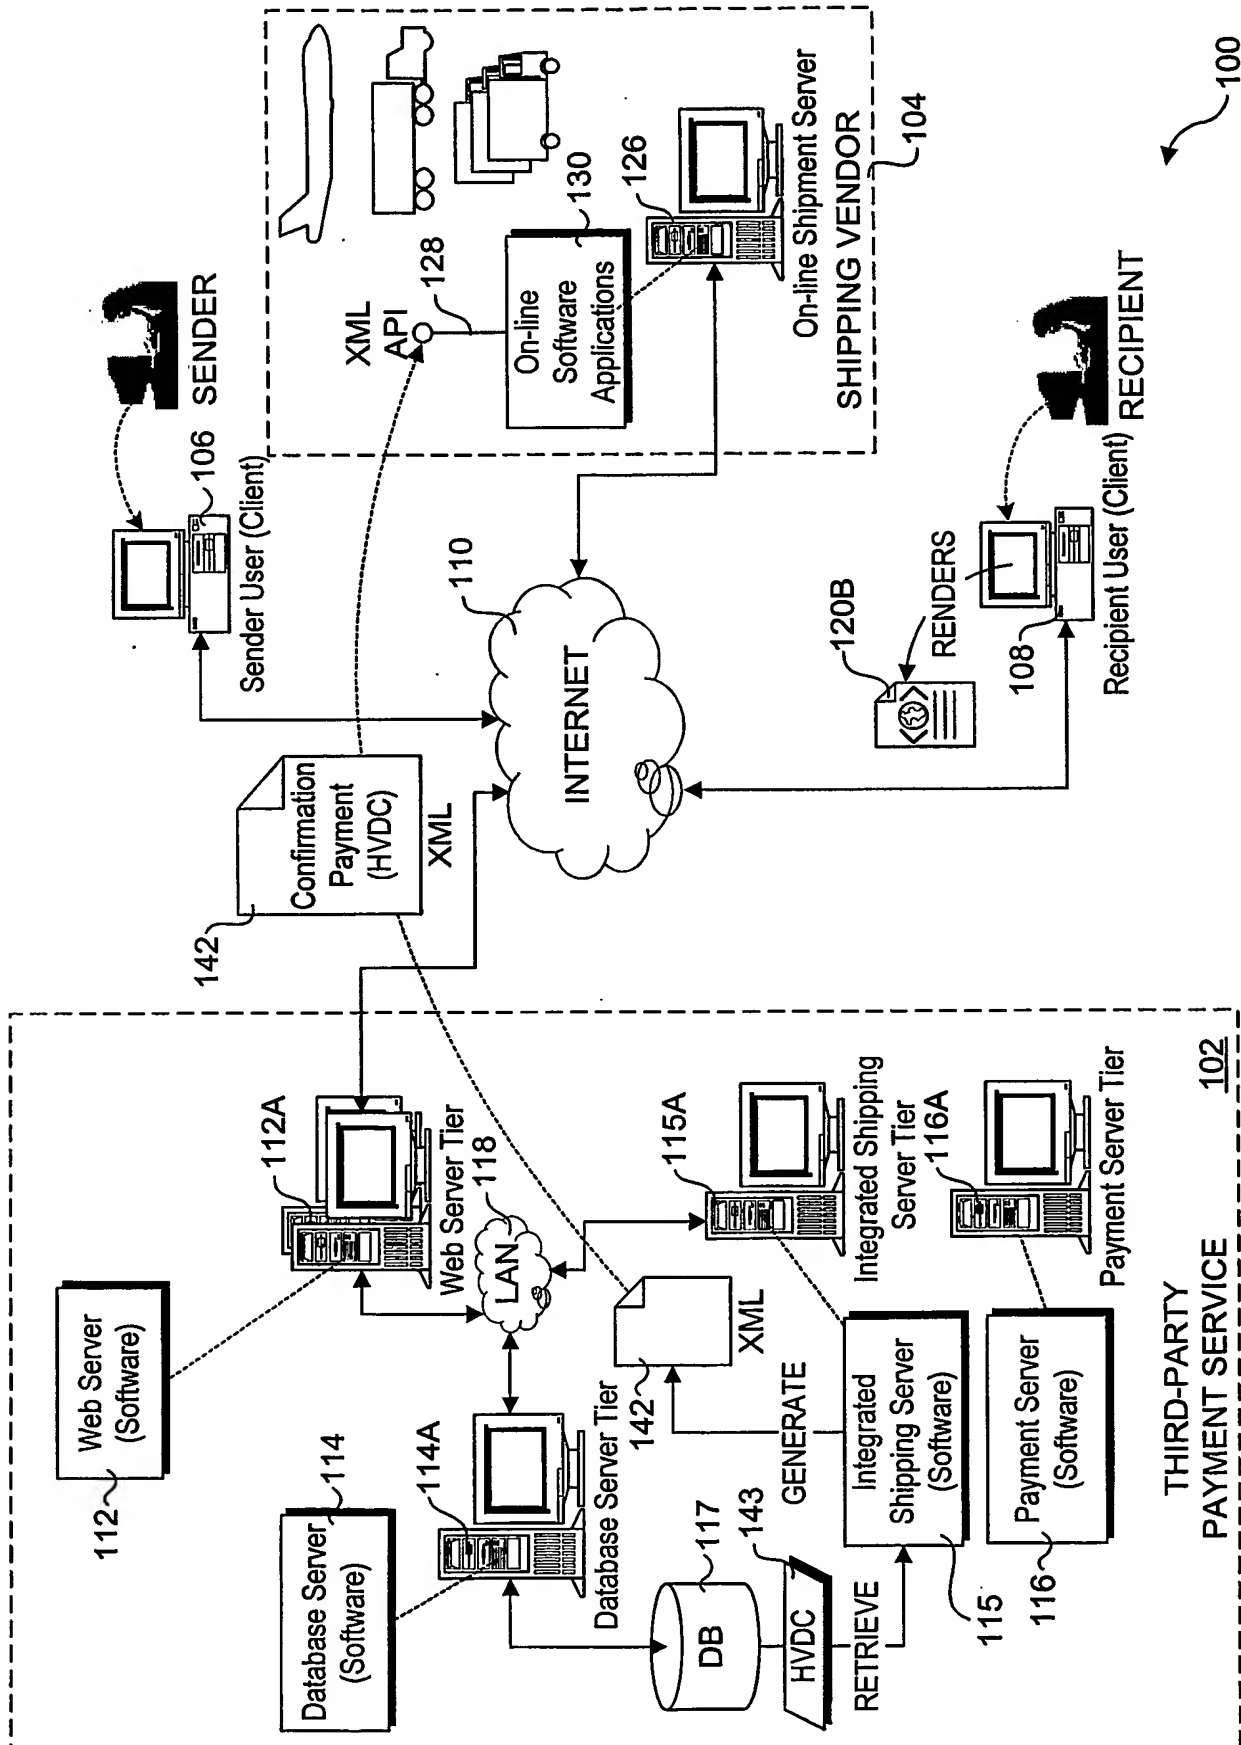 112
Web Server
(Software)
112A
Web Server Tier
114
Database Server
(Software)
114A
Database Server Tier
118
LAN
117
DB
143
HVDC
RETRIEVE
GENERATE
142
XML
115A
Integrated Shipping
Server Tier
Integrated
Shipping Server
(Software)
115
116A
Payment Server Tier
Payment Server
(Software)
116
THIRD-PARTY
PAYMENT SERVICE
102
142
Confirmation
Payment
(HVDC)
XML
106
Sender User (Client)
SENDER
110
INTERNET
XML
API
128
130
On-line
Software
Applications
126
On-line Shipment Server
SHIPPING VENDOR
104
120B
RENDERS
108
Recipient User (Client)
RECIPIENT
100